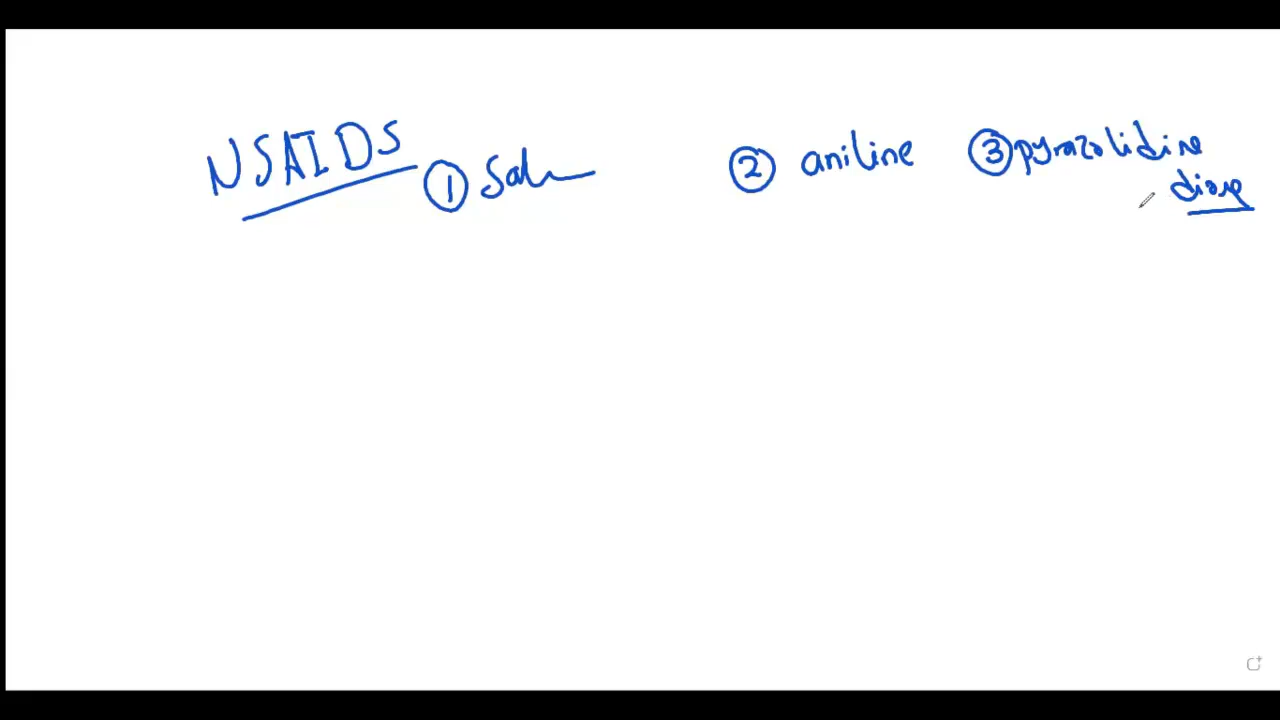 NSAIDS
① Sal
② aniline
③ pyrazolidine
dione